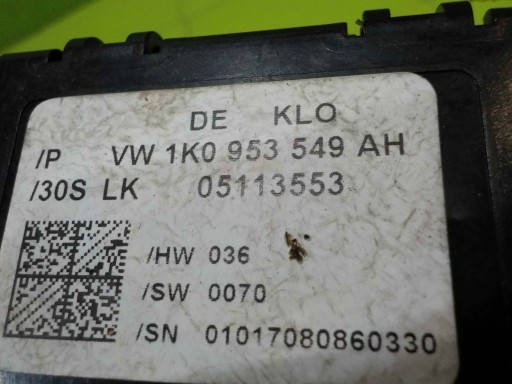 DE KLO
/P VW 1K0 953 549 AH
/30S LK 05113553
/HW 036
/SW 0070
/SN 01017080860330